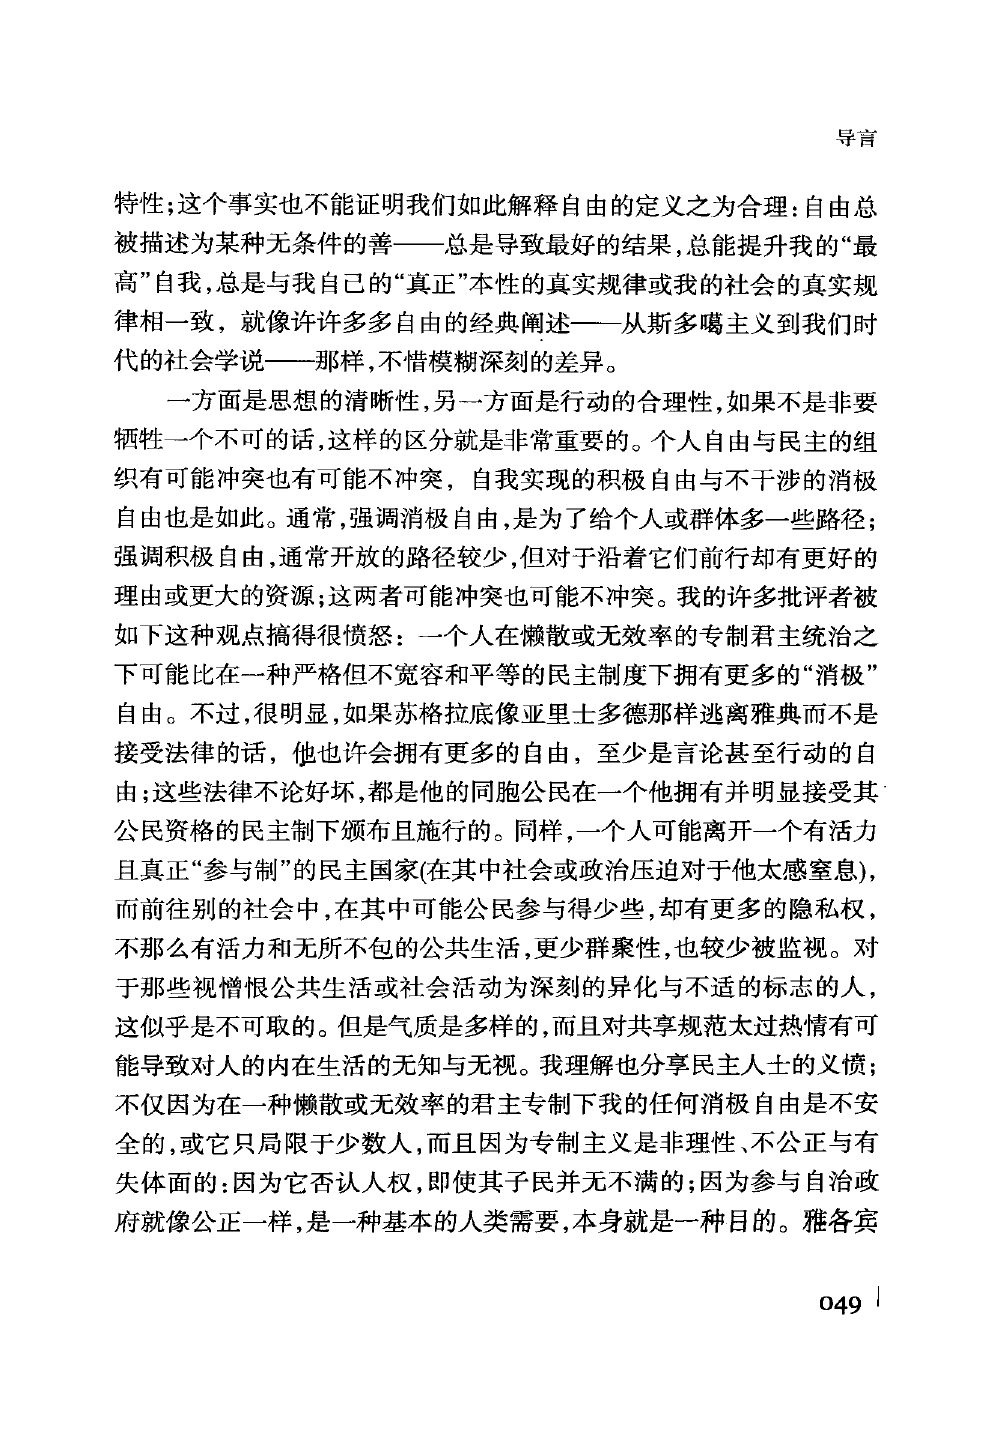 导言
特性；这个事实也不能证明我们如此解释自由的定义之为合理：自由总
被描述为某种无条件的善——总是导致最好的结果，总能提升我的“最
高”自我，总是与我自己的“真正”本性的真实规律或我的社会的真实规
律相一致，就像许许多多自由的经典阐述——从斯多噶主义到我们时
代的社会学说——那样，不惜模糊深刻的差异。
一方面是思想的清晰性，另一方面是行动的合理性，如果不是非要
牺牲一个不可的话，这样的区分就是非常重要的。个人自由与民主的组
织有可能冲突也有可能不冲突，自我实现的积极自由与不干涉的消极
自由也是如此。通常，强调消极自由，是为了给个人或群体多一些路径；
强调积极自由，通常开放的路径较少，但对于沿着它们前行却有更好的
理由或更大的资源；这两者可能冲突也可能不冲突。我的许多批评者被
如下这种观点搞得很愤怒：一个人在懒散或无效率的专制君主统治之
下可能比在一种严格但不宽容和平等的民主制度下拥有更多的“消极”
自由。不过，很明显，如果苏格拉底像亚里士多德那样逃离雅典而不是
接受法律的话，他也许会拥有更多的自由，至少是言论甚至行动的自
由；这些法律不论好坏，都是他的同胞公民在一个他拥有并明显接受其
公民资格的民主制下颁布且施行的。同样，一个人可能离开一个有活力
且真正“参与制”的民主国家(在其中社会或政治压迫对于他太感窒息)，
而前往别的社会中，在其中可能公民参与得少些，却有更多的隐私权，
不那么有活力和无所不包的公共生活，更少群聚性，也较少被监视。对
于那些视憎恨公共生活或社会活动为深刻的异化与不适的标志的人，
这似乎是不可取的。但是气质是多样的，而且对共享规范太过热情有可
能导致对人的内在生活的无知与无视。我理解也分享民主人士的义愤；
不仅因为在一种懒散或无效率的君主专制下我的任何消极自由是不安
全的，或它只局限于少数人，而且因为专制主义是非理性、不公正与有
失体面的：因为它否认人权，即使其子民并无不满的；因为参与自治政
府就像公正一样，是一种基本的人类需要，本身就是一种目的。雅各宾
049